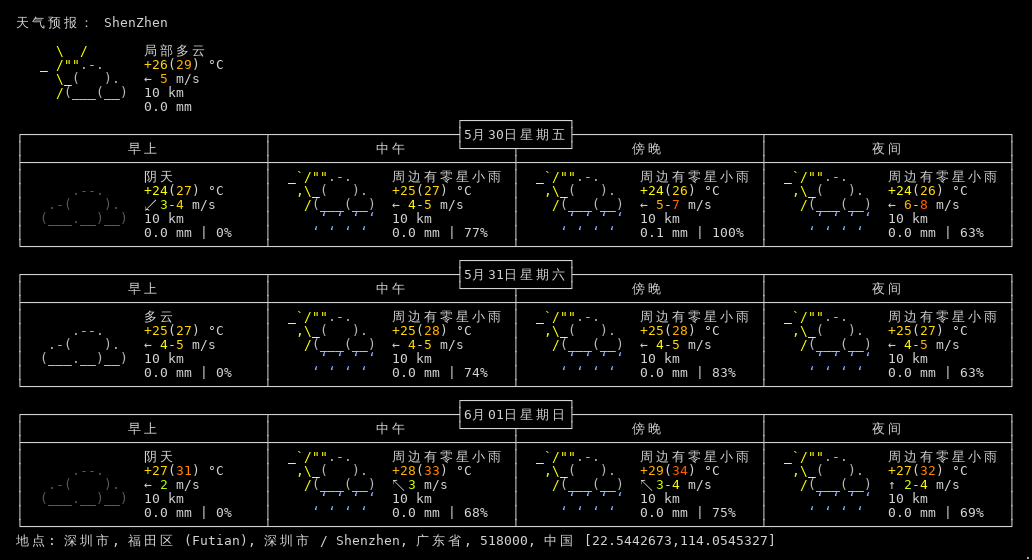 天气预报： ShenZhen
局部多云
+26(29) °C
← 5 m/s
10 km
0.0 mm
5月30日星期五
早上 中午 傍晚 夜间
阴天 周边有零星小雨 周边有零星小雨 周边有零星小雨
+24(27) °C +25(27) °C +24(26) °C +24(26) °C
↙ 3-4 m/s ← 4-5 m/s ← 5-7 m/s ← 6-8 m/s
10 km 10 km 10 km 10 km
0.0 mm | 0% 0.0 mm | 77% 0.1 mm | 100% 0.0 mm | 63%
5月31日星期六
早上 中午 傍晚 夜间
多云 周边有零星小雨 周边有零星小雨 周边有零星小雨
+25(27) °C +25(28) °C +25(28) °C +25(27) °C
← 4-5 m/s ← 4-5 m/s ← 4-5 m/s ← 4-5 m/s
10 km 10 km 10 km 10 km
0.0 mm | 0% 0.0 mm | 74% 0.0 mm | 83% 0.0 mm | 63%
6月01日星期日
早上 中午 傍晚 夜间
阴天 周边有零星小雨 周边有零星小雨 周边有零星小雨
+27(31) °C +28(33) °C +29(34) °C +27(32) °C
← 2 m/s ↖ 3 m/s ↖ 3-4 m/s ↑ 2-4 m/s
10 km 10 km 10 km 10 km
0.0 mm | 0% 0.0 mm | 68% 0.0 mm | 75% 0.0 mm | 69%
地点: 深圳市, 福田区 (Futian), 深圳市 / Shenzhen, 广东省, 518000, 中国 [22.5442673,114.0545327]